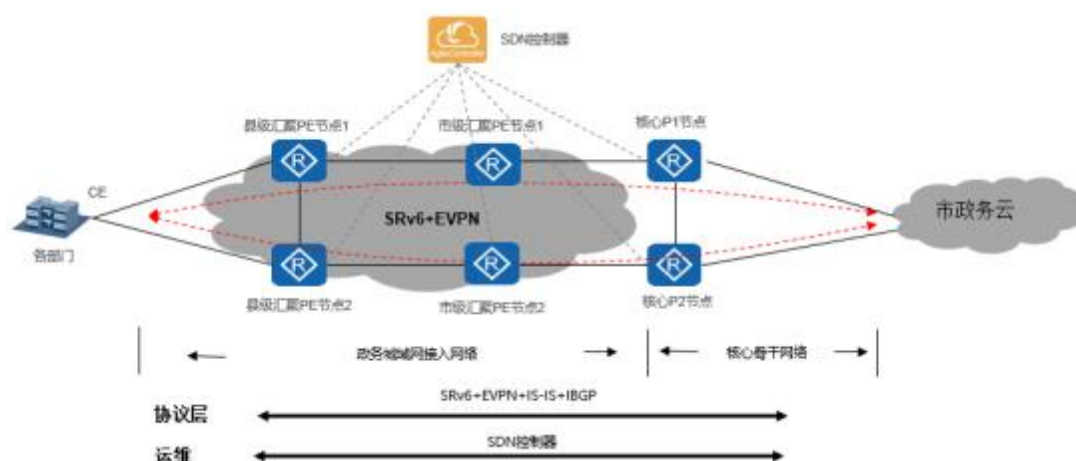 SDN控制器
县级汇聚PE节点1
市级汇聚PE节点1
核心P1节点
R
R
R
CE
SRv6+EVPN
市政务云
各部门
R
R
R
县级汇聚PE节点2
市级汇聚PE节点2
核心P2节点
政务城域网接入网络
核心骨干网络
SRv6+EVPN+IS-IS+IBGP
协议层
SDN控制器
运维